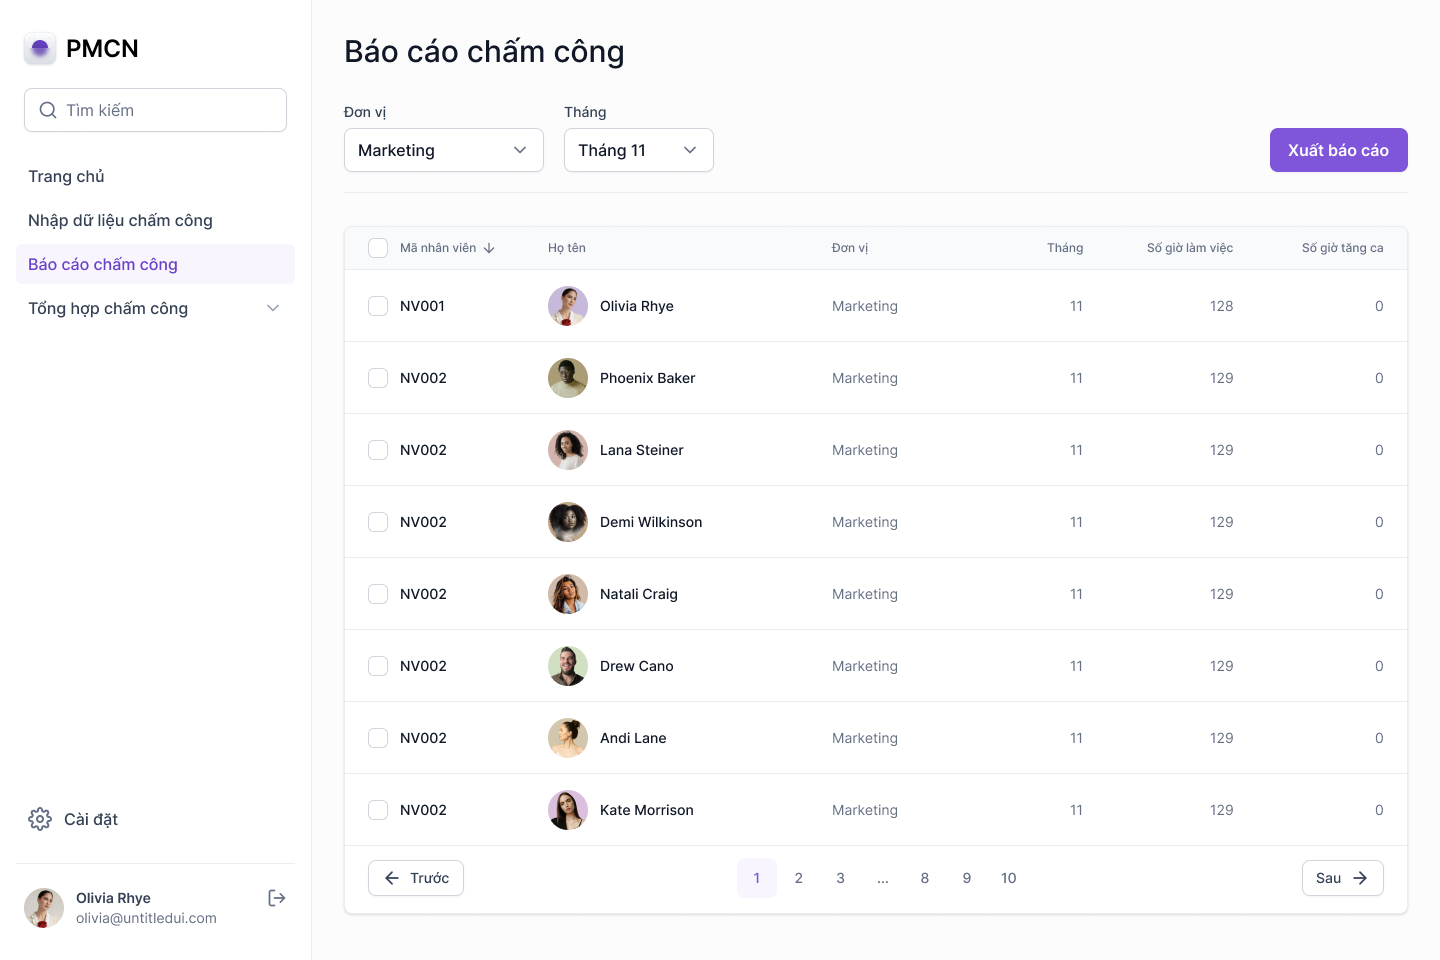 PMCN
Tìm kiếm
Trang chủ
Nhập dữ liệu chấm công
Báo cáo chấm công
Tổng hợp chấm công
Cài đặt
Olivia Rhye
olivia@untitledui.com
Báo cáo chấm công
Đơn vị Tháng
Marketing Tháng 11 Xuất báo cáo
Mã nhân viên Họ tên Đơn vị Tháng Số giờ làm việc Số giờ tăng ca
NV001 Olivia Rhye Marketing 11 128 0
NV002 Phoenix Baker Marketing 11 129 0
NV002 Lana Steiner Marketing 11 129 0
NV002 Demi Wilkinson Marketing 11 129 0
NV002 Natali Craig Marketing 11 129 0
NV002 Drew Cano Marketing 11 129 0
NV002 Andi Lane Marketing 11 129 0
NV002 Kate Morrison Marketing 11 129 0
Trước 1 2 3 ... 8 9 10 Sau